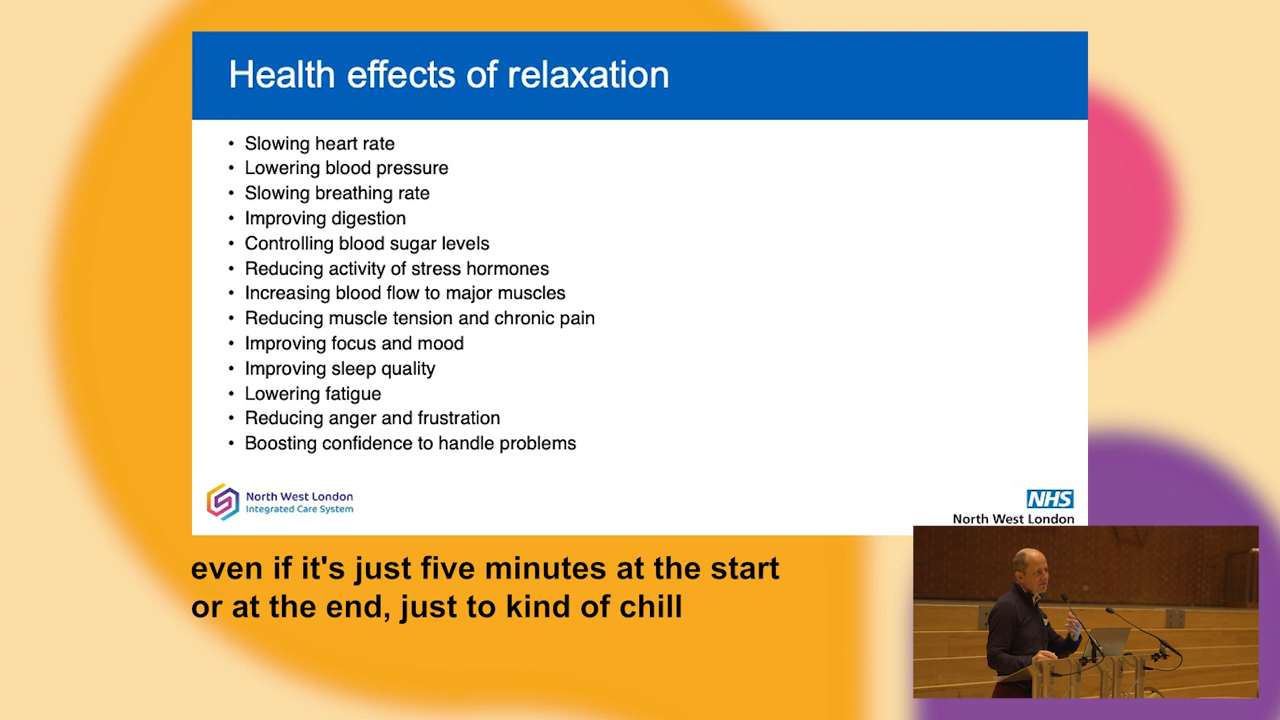 Health effects of relaxation
• Slowing heart rate
• Lowering blood pressure
• Slowing breathing rate
• Improving digestion
• Controlling blood sugar levels
• Reducing activity of stress hormones
• Increasing blood flow to major muscles
• Reducing muscle tension and chronic pain
• Improving focus and mood
• Improving sleep quality
• Lowering fatigue
• Reducing anger and frustration
• Boosting confidence to handle problems
North West London
Integrated Care System
NHS
North West London
even if it's just five minutes at the start
or at the end, just to kind of chill